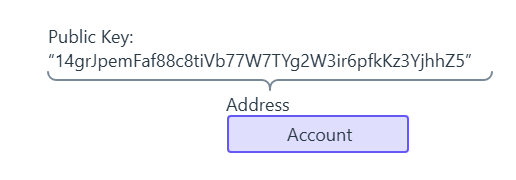 Public Key:
“14grJpemFaf88c8tiVb77W7TYg2W3ir6pfkKz3YjhhZ5”
Address
Account